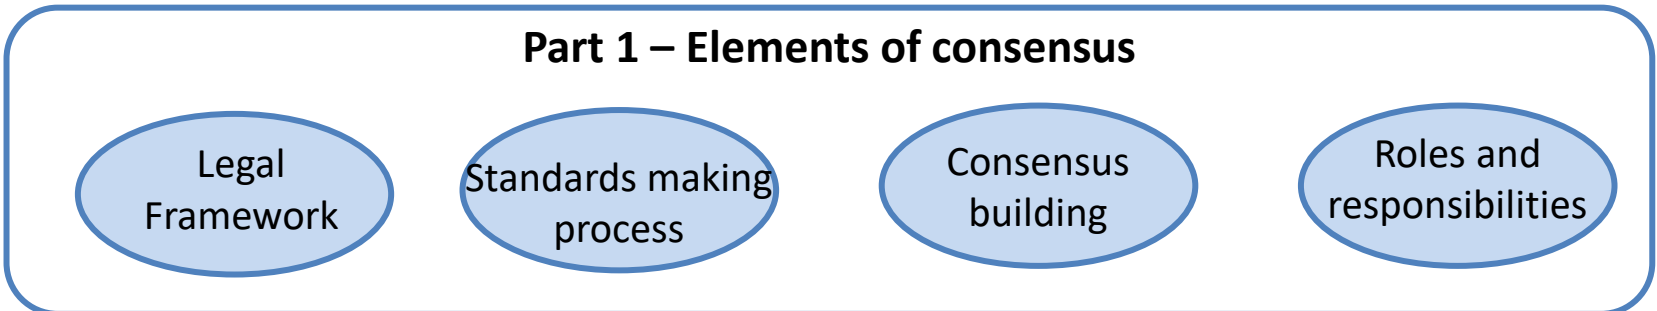 Part 1 – Elements of consensus
Legal
Framework
Standards making
process
Consensus
building
Roles and
responsibilities